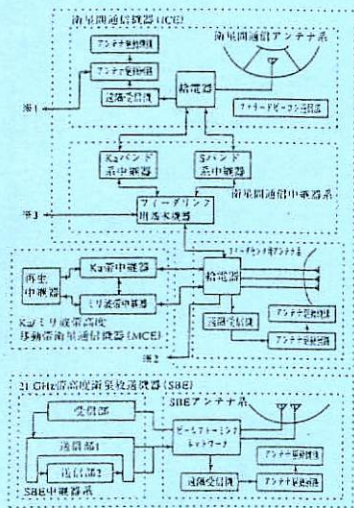 衛星間通信機器(ICE)
衛星間通信アンテナ系
アンテナ駆動機構
アンテナ駆動回路
追尾受信機
給電器
フィーダリンクビーコン送信機
※1
Kaバンド
系中継器
Sバンド
系中継器
衛星間通信中継器系
※3
フィーダリンク
用高周波機器
フィーダリンク用アンテナ系
再生
中継器
Ka帯中継器
ミリ波帯中継器
給電器
追尾受信機
アンテナ駆動機構
アンテナ駆動回路
Ka/ミリ波帯高度
移動帯衛星通信機器(MCE)
※2
21 GHz帯高度衛星放送機器(SBE)
SBEアンテナ系
受信部
送信部1
送信部2
SBE中継器系
ビームフォーミング
ネットワーク
追尾受信機
アンテナ駆動機構
アンテナ駆動回路